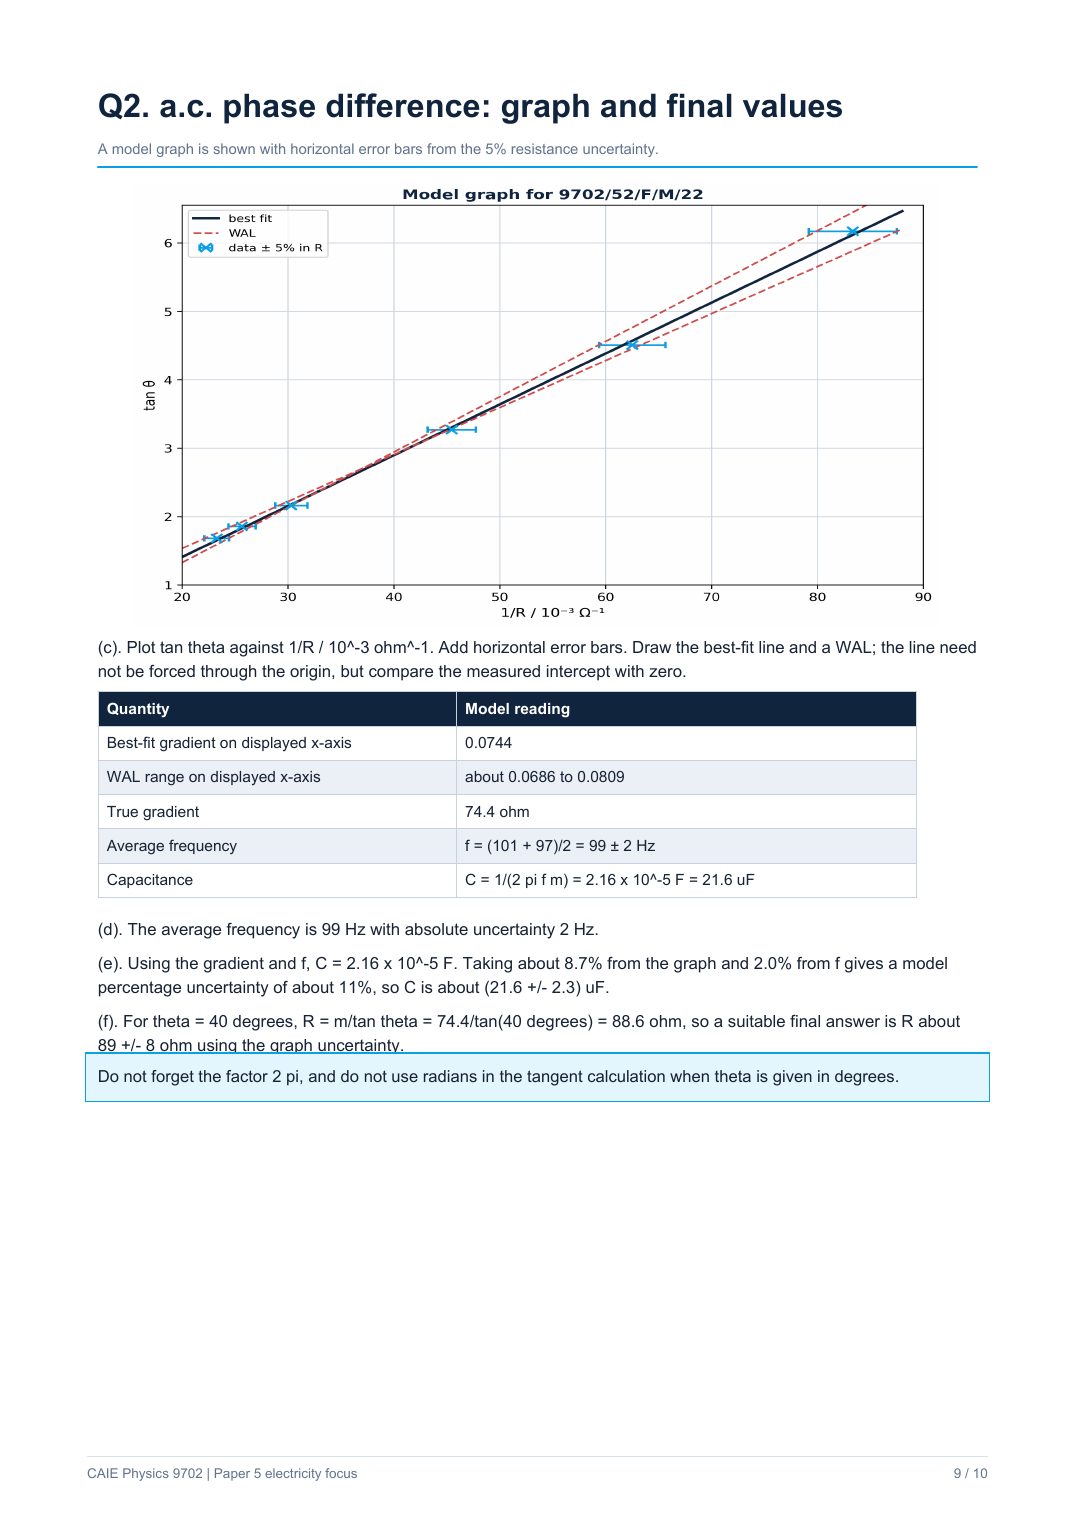 Q2. a.c. phase difference: graph and final values
A model graph is shown with horizontal error bars from the 5% resistance uncertainty.
Model graph for 9702/52/F/M/22
best fit
WAL
data ± 5% in R
6
5
4
3
2
1
tan θ
20 30 40 50 60 70 80 90
1/R / 10⁻³ Ω⁻¹
(c). Plot tan theta against 1/R / 10^-3 ohm^-1. Add horizontal error bars. Draw the best-fit line and a WAL; the line need
not be forced through the origin, but compare the measured intercept with zero.
Quantity Model reading
Best-fit gradient on displayed x-axis 0.0744
WAL range on displayed x-axis about 0.0686 to 0.0809
True gradient 74.4 ohm
Average frequency f = (101 + 97)/2 = 99 ± 2 Hz
Capacitance C = 1/(2 pi f m) = 2.16 x 10^-5 F = 21.6 uF
(d). The average frequency is 99 Hz with absolute uncertainty 2 Hz.
(e). Using the gradient and f, C = 2.16 x 10^-5 F. Taking about 8.7% from the graph and 2.0% from f gives a model
percentage uncertainty of about 11%, so C is about (21.6 +/- 2.3) uF.
(f). For theta = 40 degrees, R = m/tan theta = 74.4/tan(40 degrees) = 88.6 ohm, so a suitable final answer is R about
89 +/- 8 ohm using the graph uncertainty.
Do not forget the factor 2 pi, and do not use radians in the tangent calculation when theta is given in degrees.
CAIE Physics 9702 | Paper 5 electricity focus
9 / 10